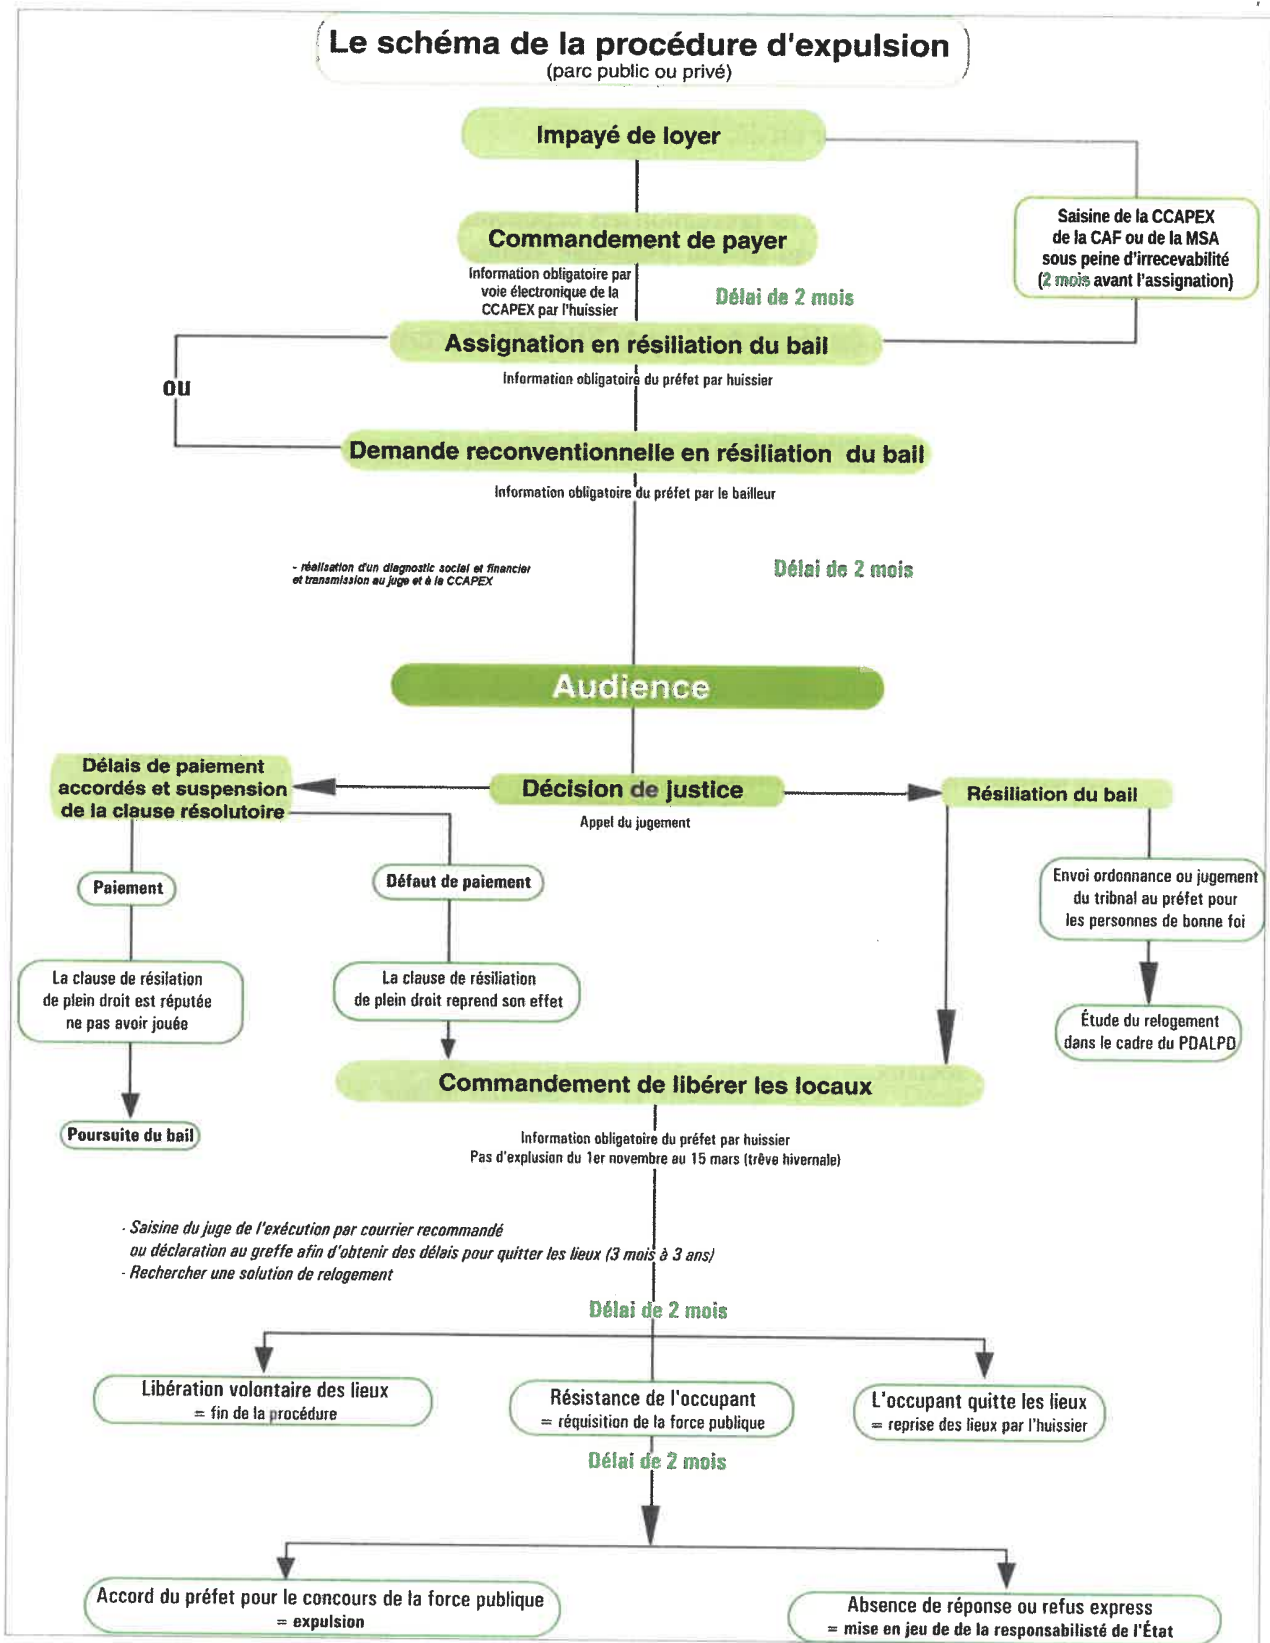 Le schéma de la procédure d'expulsion
(parc public ou privé)
Impayé de loyer
Saisine de la CCAPEX
de la CAF ou de la MSA
sous peine d'irrecevabilité
(2 mois avant l'assignation)
Commandement de payer
Information obligatoire par
voie électronique de la
CCAPEX par l'huissier
Délai de 2 mois
Assignation en résiliation du bail
Information obligatoire du préfet par huissier
ou
Demande reconventionnelle en résiliation du bail
Information obligatoire du préfet par le bailleur
- réalisation d'un diagnostic social et financier
et transmission au juge et à la CCAPEX
Délai de 2 mois
Audience
Délais de paiement
accordés et suspension
de la clause résolutoire
Décision de justice
Appel du jugement
Résiliation du bail
Paiement
Défaut de paiement
Envoi ordonnance ou jugement
du tribnal au préfet pour
les personnes de bonne foi
La clause de résilation
de plein droit est réputée
ne pas avoir jouée
La clause de résiliation
de plein droit reprend son effet
Étude du relogement
dans le cadre du PDALPD
Commandement de libérer les locaux
Poursuite du bail
Information obligatoire du préfet par huissier
Pas d'explusion du 1er novembre au 15 mars (trêve hivernale)
- Saisine du juge de l'exécution par courrier recommandé
ou déclaration au greffe afin d'obtenir des délais pour quitter les lieux (3 mois à 3 ans)
- Rechercher une solution de relogement
Délai de 2 mois
Libération volontaire des lieux
= fin de la procédure
Résistance de l'occupant
= réquisition de la force publique
L'occupant quitte les lieux
= reprise des lieux par l'huissier
Délai de 2 mois
Accord du préfet pour le concours de la force publique
= expulsion
Absence de réponse ou refus express
= mise en jeu de de la responsabilisté de l'État